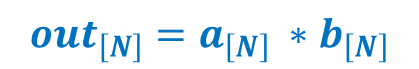 out[N] = a[N] * b[N]